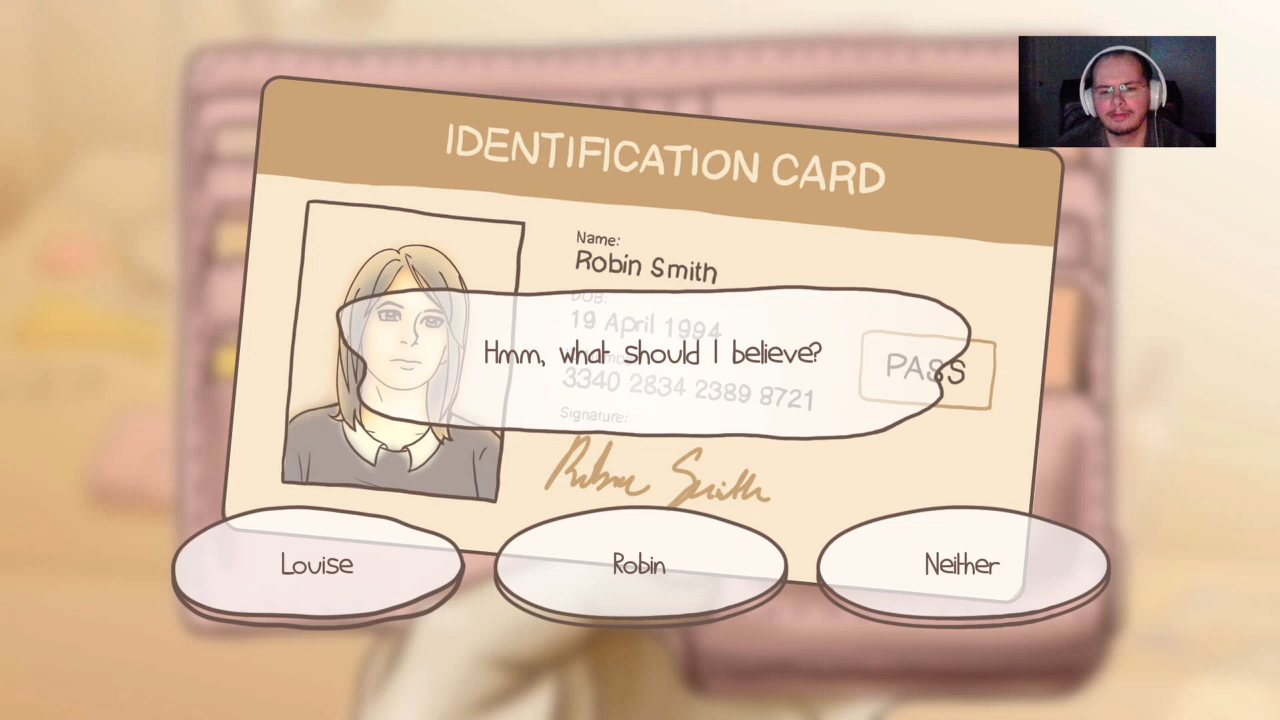 IDENTIFICATION CARD
Name:
Robin Smith
DOB:
19 April 1994
Hmm, what should I believe?
3340 2834 2389 8721
PASS
Signature:
Robin Smith
Louise
Robin
Neither